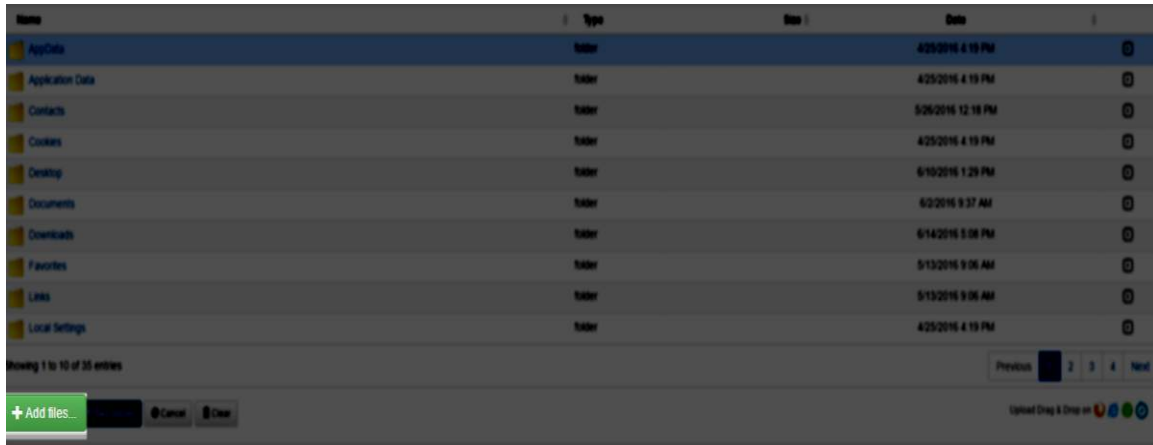 Name Type Size Date
AppData folder 4/25/2016 4:19 PM
Application Data folder 4/25/2016 4:19 PM
Contacts folder 5/26/2016 12:18 PM
Cookies folder 4/25/2016 4:19 PM
Desktop folder 6/10/2016 1:29 PM
Documents folder 6/2/2016 9:37 AM
Downloads folder 6/14/2016 5:08 PM
Favorites folder 5/13/2016 9:06 AM
Links folder 5/13/2016 9:06 AM
Local Settings folder 4/25/2016 4:19 PM
Showing 1 to 10 of 35 entries Previous 2 3 4 Next
+ Add files... Cancel Clear Upload Drag & Drop on